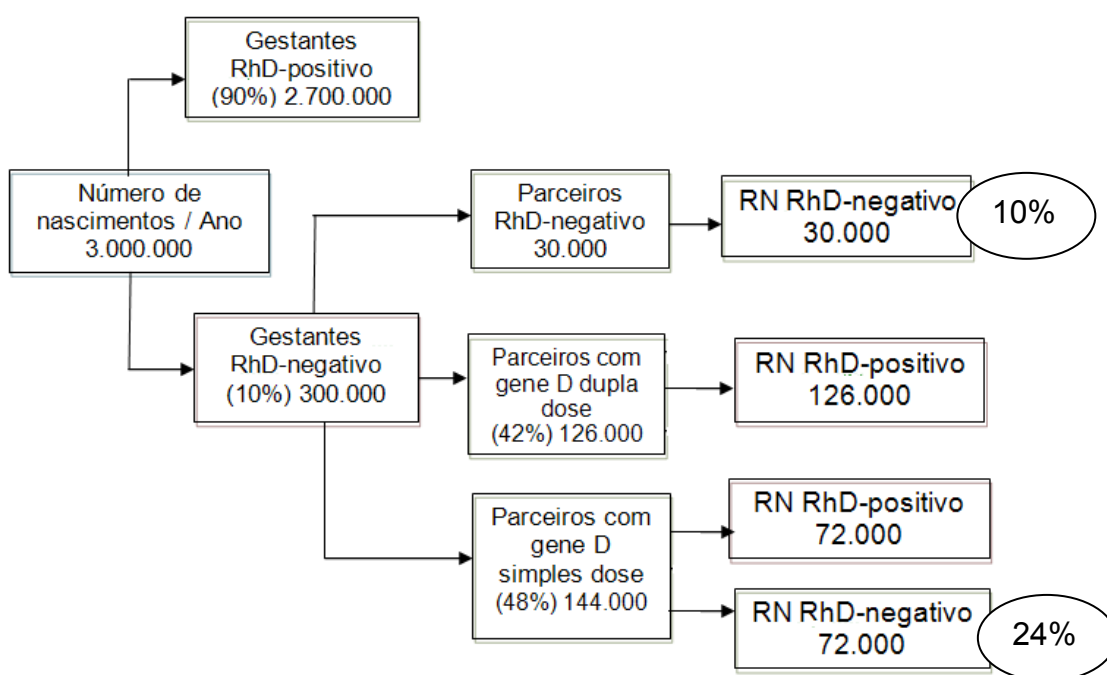 Gestantes
RhD-positivo
(90%) 2.700.000
Número de
nascimentos / Ano
3.000.000
Parceiros
RhD-negativo
30.000
RN RhD-negativo
30.000
10%
Gestantes
RhD-negativo
(10%) 300.000
Parceiros com
gene D dupla
dose
(42%) 126.000
RN RhD-positivo
126.000
Parceiros com
gene D
simples dose
(48%) 144.000
RN RhD-positivo
72.000
RN RhD-negativo
72.000
24%